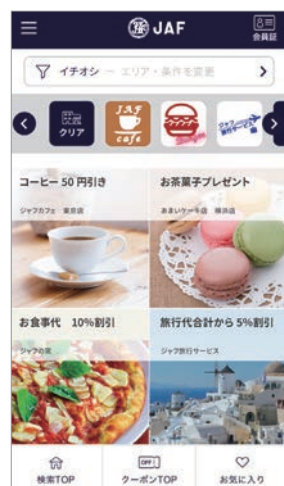 JAF
会員証
イチオシ － エリア・条件を変更
クリア
JAF
cafe
コーヒー 50 円引き
ジャフカフェ 東京店
お茶菓子プレゼント
あまいケーキ店 横浜店
お食事代 10%割引
ジャフの家
旅行代合計から 5%割引
ジャフ旅行サービス
検索TOP
OFF
クーポンTOP
お気に入り